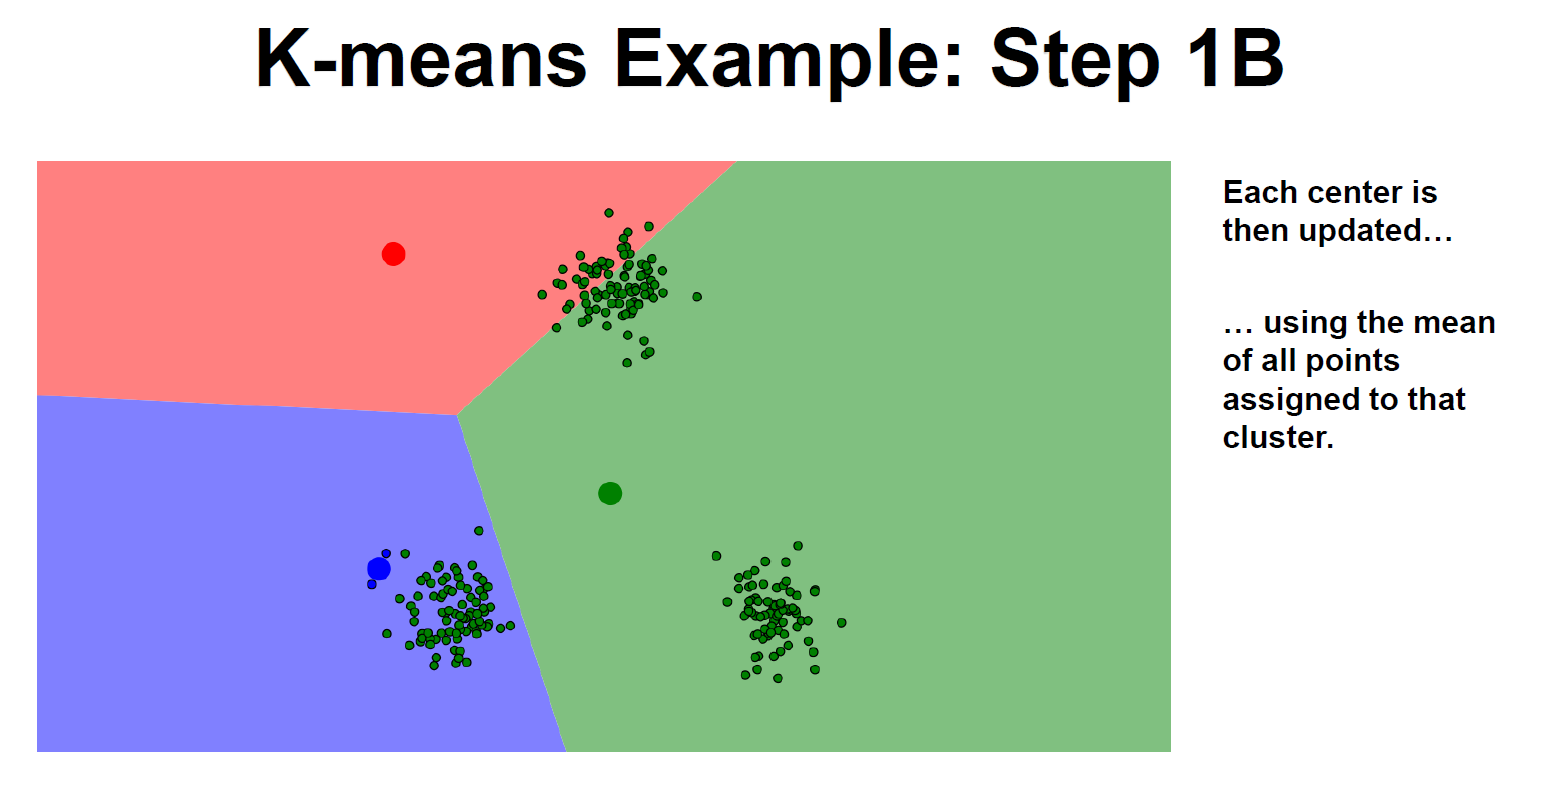 K-means Example: Step 1B
Each center is
then updated…
… using the mean
of all points
assigned to that
cluster.